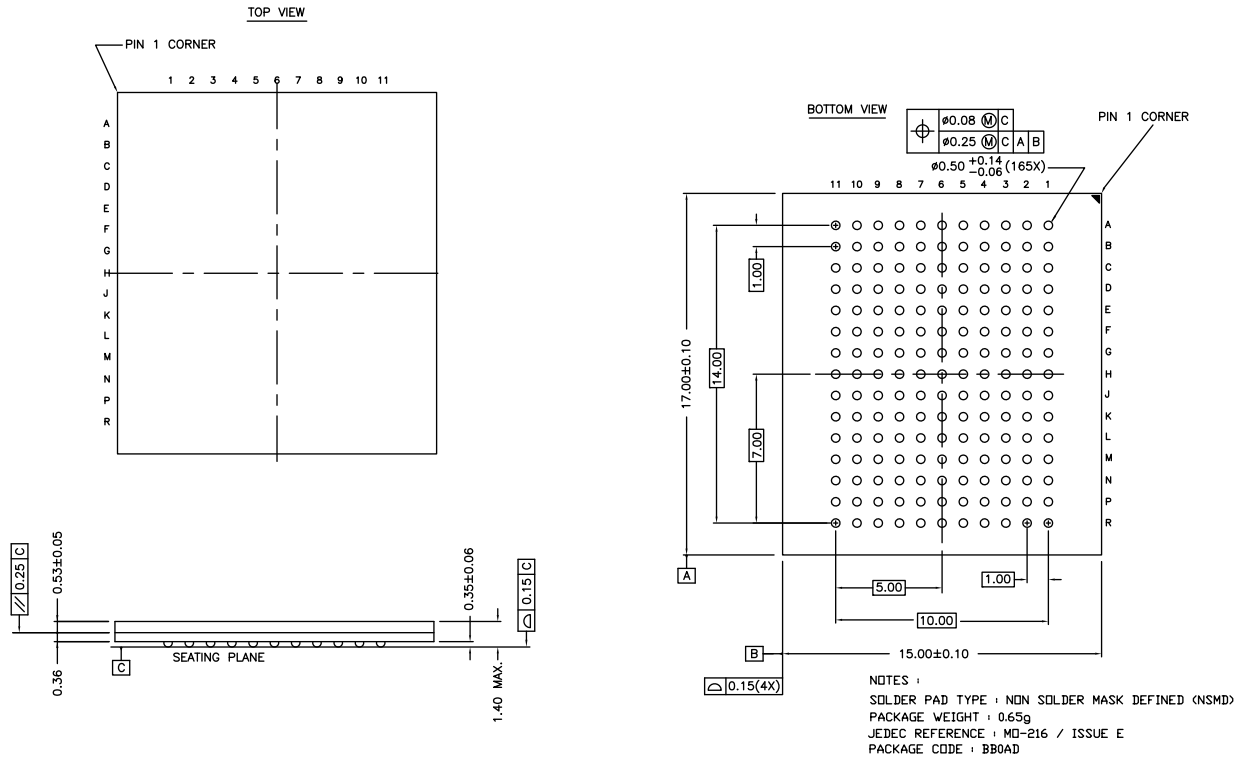 TOP VIEW
PIN 1 CORNER
1 2 3 4 5 6 7 8 9 10 11
A
B
C
D
E
F
G
H
J
K
L
M
N
P
R
BOTTOM VIEW
ø0.08 Ⓜ C
ø0.25 Ⓜ C A B
PIN 1 CORNER
ø0.50 +0.14 -0.06 (165X)
11 10 9 8 7 6 5 4 3 2 1
A
B
C
D
E
F
G
H
J
K
L
M
N
P
R
1.00
17.00±0.10
14.00
7.00
A
1.00
5.00
10.00
B
15.00±0.10
⌓ 0.15(4X)
// 0.25 C
0.53±0.05
0.36
C
SEATING PLANE
0.35±0.06
⌓ 0.15 C
1.40 MAX.
NOTES :
SOLDER PAD TYPE : NON SOLDER MASK DEFINED (NSMD)
PACKAGE WEIGHT : 0.65g
JEDEC REFERENCE : MO-216 / ISSUE E
PACKAGE CODE : BB0AD